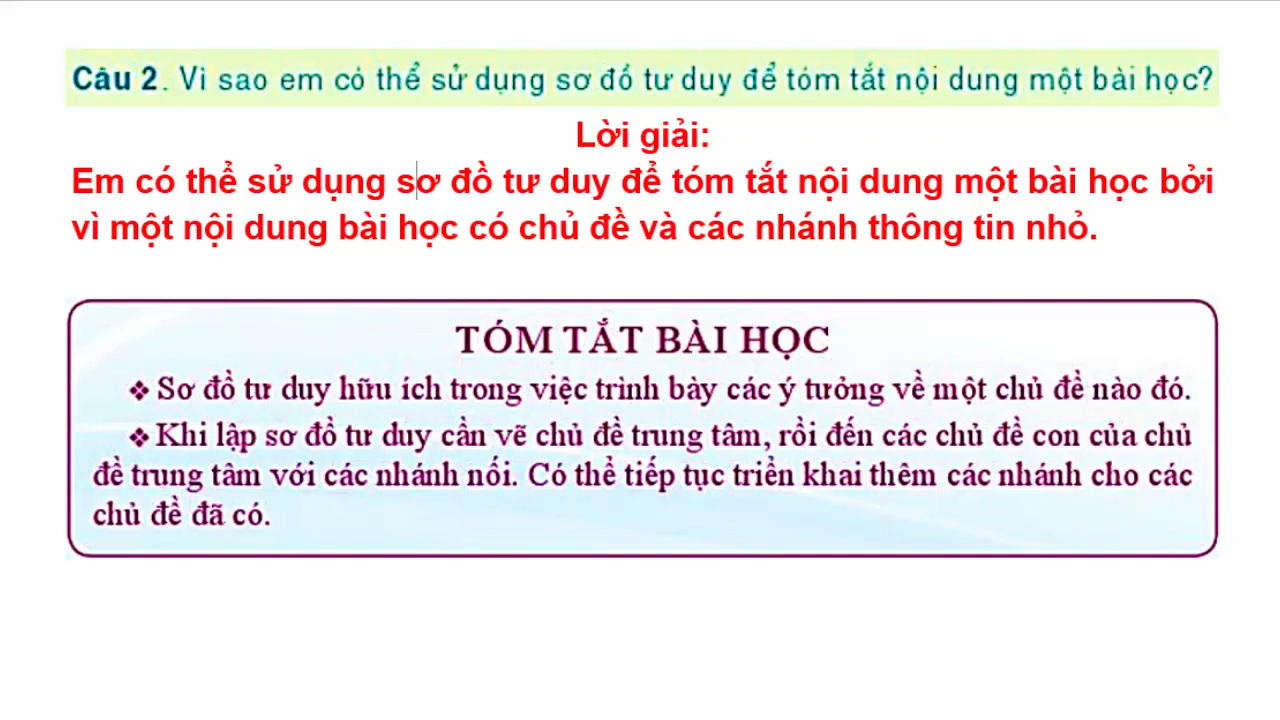 Câu 2. Vì sao em có thể sử dụng sơ đồ tư duy để tóm tắt nội dung một bài học?
Lời giải:
Em có thể sử dụng sơ đồ tư duy để tóm tắt nội dung một bài học bởi
vì một nội dung bài học có chủ đề và các nhánh thông tin nhỏ.
TÓM TẮT BÀI HỌC
❖ Sơ đồ tư duy hữu ích trong việc trình bày các ý tưởng về một chủ đề nào đó.
❖ Khi lập sơ đồ tư duy cần vẽ chủ đề trung tâm, rồi đến các chủ đề con của chủ
đề trung tâm với các nhánh nối. Có thể tiếp tục triển khai thêm các nhánh cho các
chủ đề đã có.